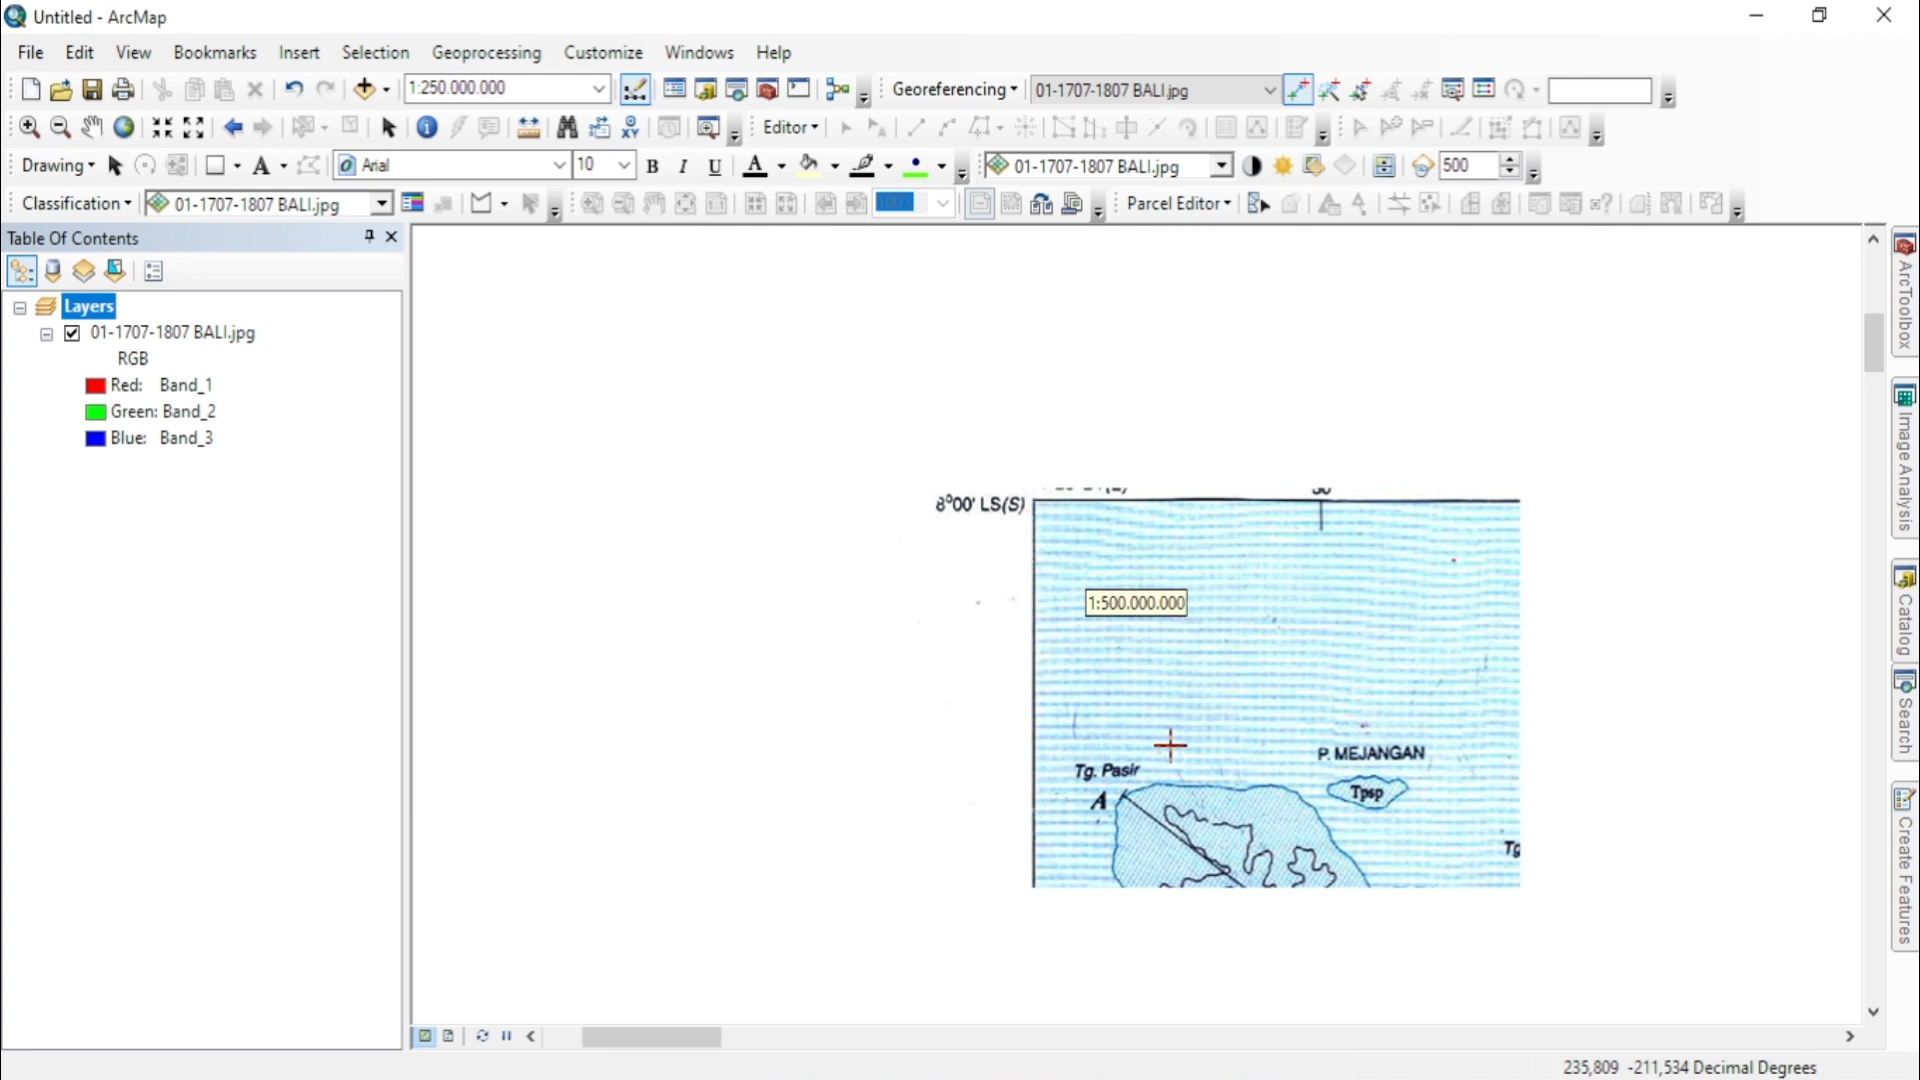 Untitled - ArcMap
File Edit View Bookmarks Insert Selection Geoprocessing Customize Windows Help
1:250.000.000 Georeferencing 01-1707-1807 BALI.jpg
Editor
Drawing A Arial 10 B I U A 01-1707-1807 BALI.jpg 500
Classification 01-1707-1807 BALI.jpg 100% Parcel Editor
Table Of Contents
Layers
01-1707-1807 BALI.jpg
RGB
Red: Band_1
Green: Band_2
Blue: Band_3
8⁰00' LS(S)
1:500.000.000
P. MEJANGAN
Tg. Pasir
Tpsp
A
Tg
ArcToolbox
Image Analysis
Catalog
Search
Create Features
235,809 -211,534 Decimal Degrees